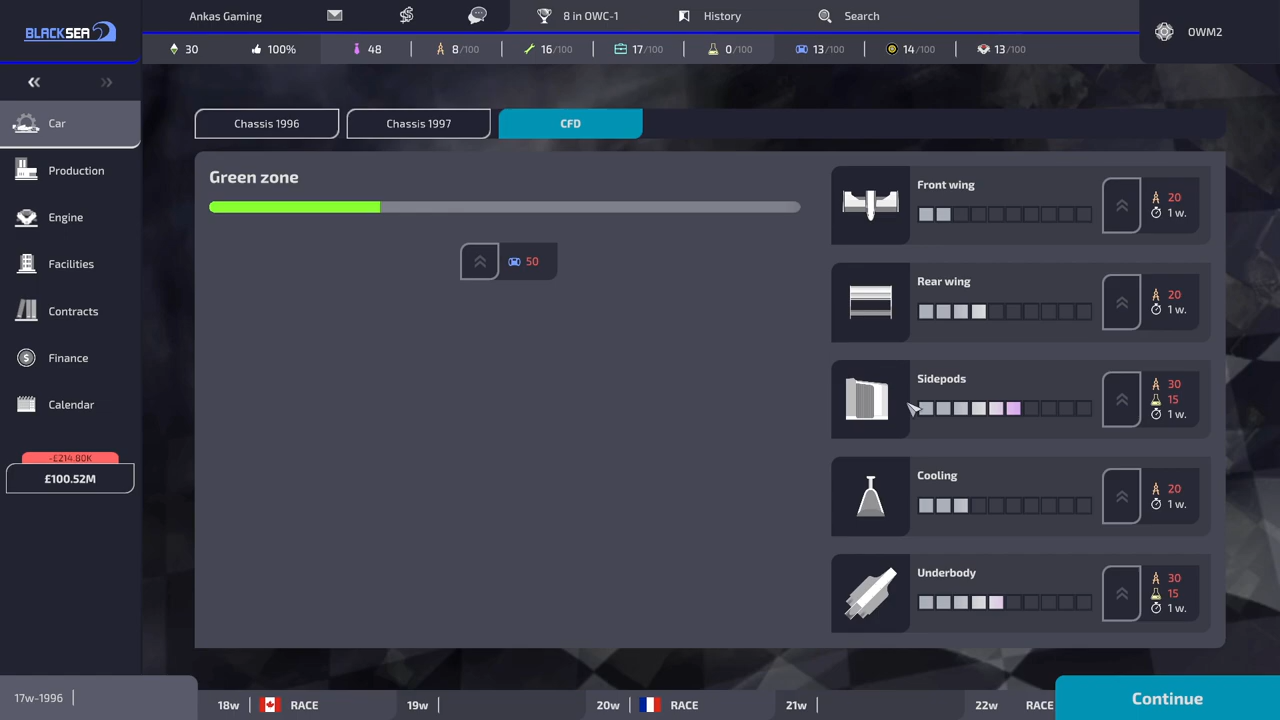 BLACKSEA
Ankas Gaming
8 in OWC-1
History
Search
OWM2
30
100%
48
8/100
16/100
17/100
0/100
13/100
14/100
13/100
Car
Production
Engine
Facilities
Contracts
Finance
Calendar
-£214.80K
£100.52M
Chassis 1996
Chassis 1997
CFD
Green zone
50
Front wing
20
1 w.
Rear wing
20
1 w.
Sidepods
30
15
1 w.
Cooling
20
1 w.
Underbody
30
15
1 w.
17w-1996
18w
RACE
19w
20w
RACE
21w
22w
RACE
Continue